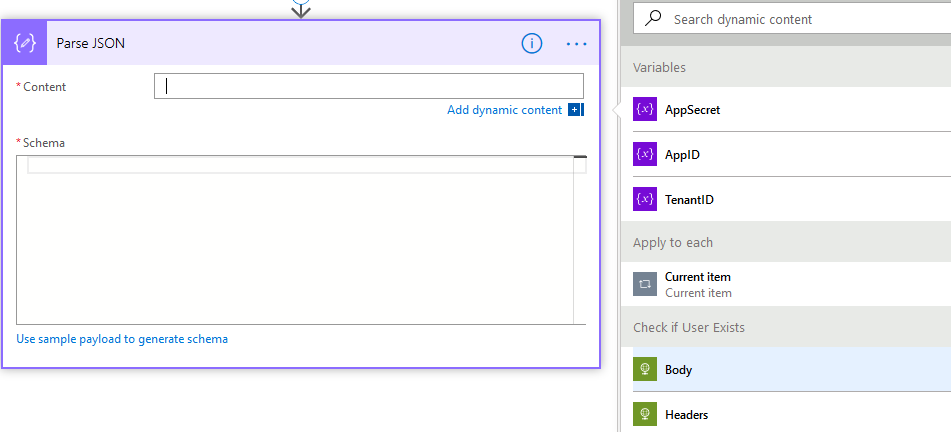 Parse JSON
* Content
Add dynamic content
* Schema
Use sample payload to generate schema
Search dynamic content
Variables
{x} AppSecret
{x} AppID
{x} TenantID
Apply to each
Current item
Current item
Check if User Exists
Body
Headers